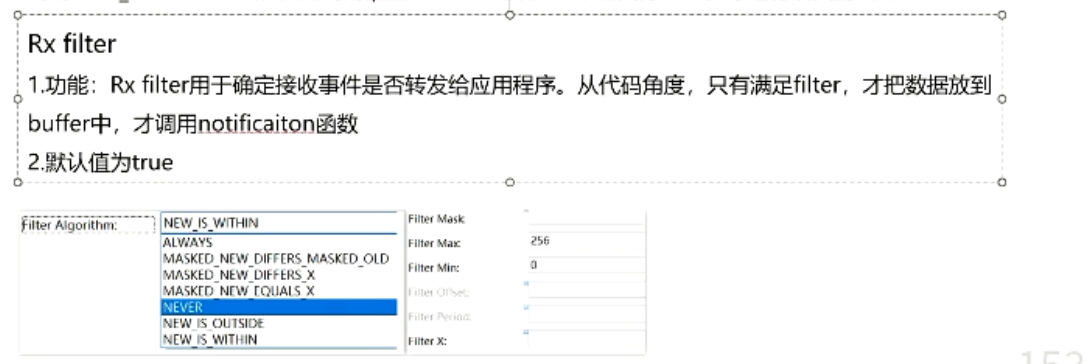 Rx filter
1.功能：Rx filter用于确定接收事件是否转发给应用程序。从代码角度，只有满足filter，才把数据放到
buffer中，才调用notificaiton函数
2.默认值为true
Filter Algorithm:
NEW_IS_WITHIN
ALWAYS
MASKED_NEW_DIFFERS_MASKED_OLD
MASKED_NEW_DIFFERS_X
MASKED_NEW_EQUALS_X
NEVER
NEW_IS_OUTSIDE
NEW_IS_WITHIN
Filter Mask:
Filter Max: 256
Filter Min: 0
Filter Offset:
Filter Period:
Filter X: